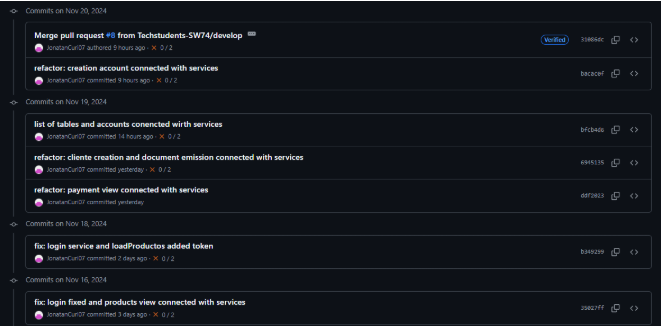 Commits on Nov 20, 2024
Merge pull request #8 from Techstudents-SW74/develop
JonatanCuri07 authored 9 hours ago · × 0 / 2
Verified
31086dc
refactor: creation account connected with services
JonatanCuri07 committed 9 hours ago · × 0 / 2
bacacef
Commits on Nov 19, 2024
list of tables and accounts conencted wirth services
JonatanCuri07 committed 14 hours ago · × 0 / 2
bfcb4d8
refactor: cliente creation and document emission connected with services
JonatanCuri07 committed yesterday · × 0 / 2
6945135
refactor: payment view connected with services
JonatanCuri07 committed yesterday
ddf2023
Commits on Nov 18, 2024
fix: login service and loadProductos added token
JonatanCuri07 committed 2 days ago · × 0 / 2
b349299
Commits on Nov 16, 2024
fix: login fixed and products view connected with services
JonatanCuri07 committed 3 days ago · × 0 / 2
35027ff